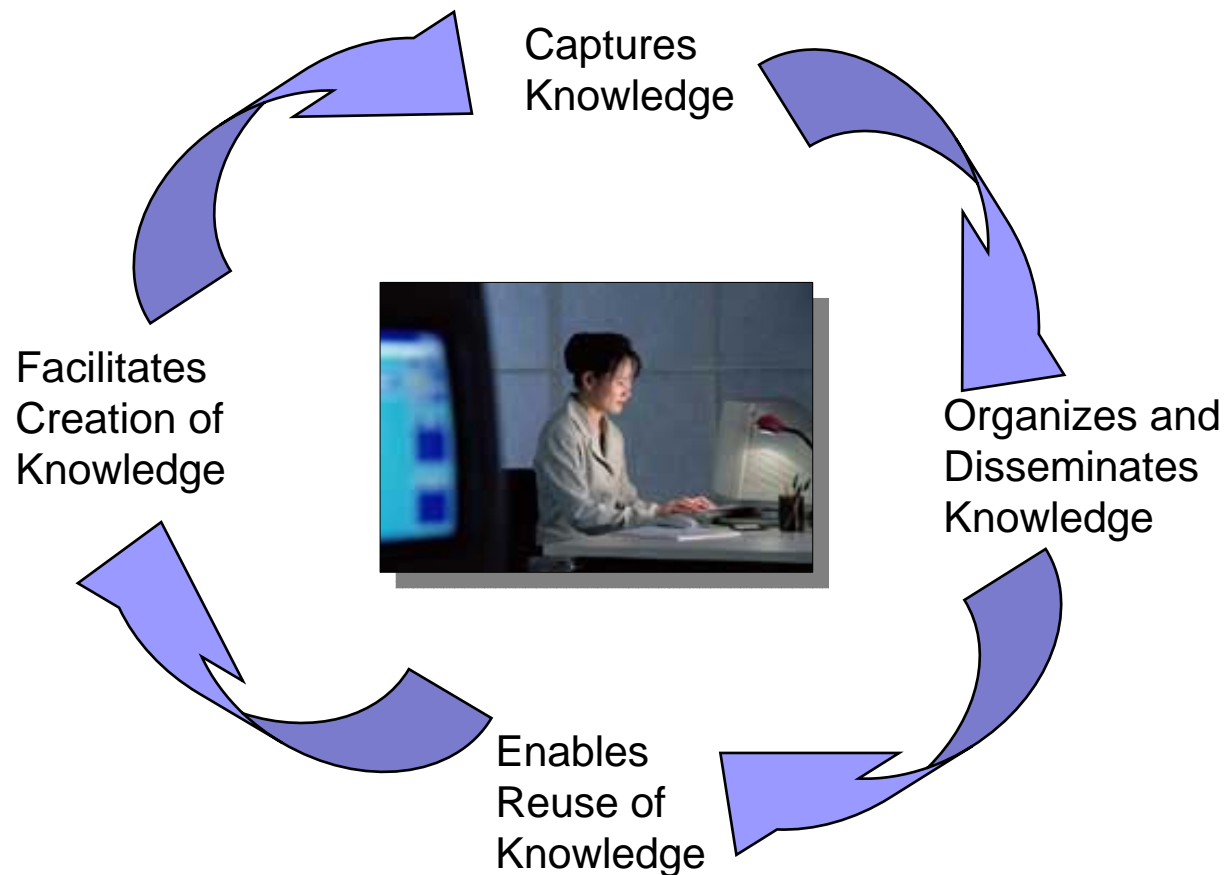 Captures
Knowledge
Organizes and
Disseminates
Knowledge
Enables
Reuse of
Knowledge
Facilitates
Creation of
Knowledge